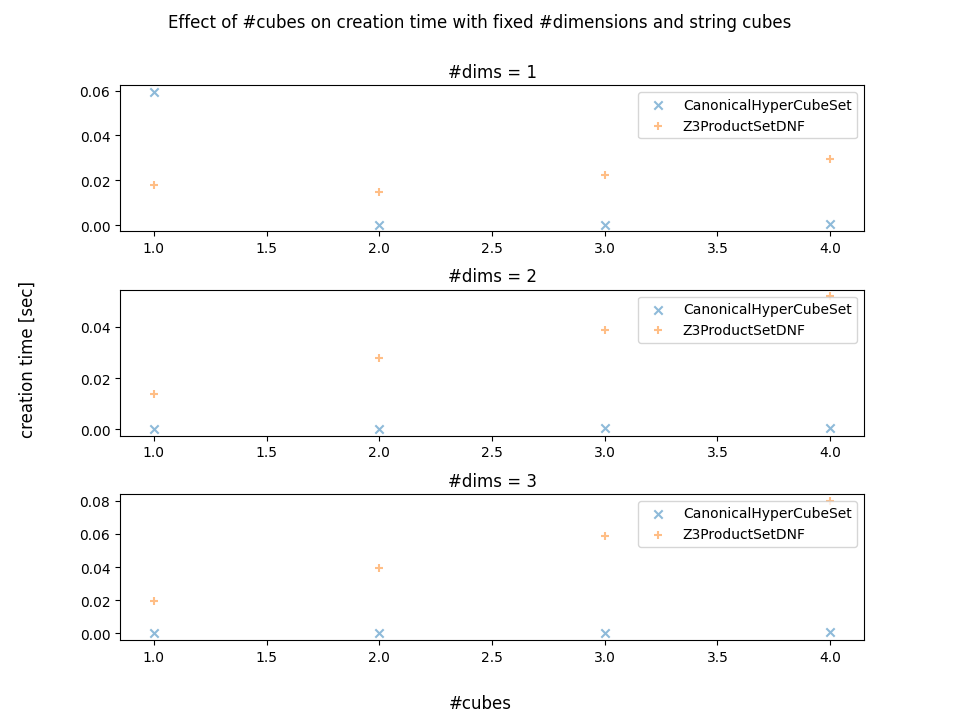 Effect of #cubes on creation time with fixed #dimensions and string cubes
#dims = 1
0.06
0.04
0.02
0.00
CanonicalHyperCubeSet
Z3ProductSetDNF
1.0 1.5 2.0 2.5 3.0 3.5 4.0
#dims = 2
0.04
0.02
0.00
CanonicalHyperCubeSet
Z3ProductSetDNF
1.0 1.5 2.0 2.5 3.0 3.5 4.0
creation time [sec]
#dims = 3
0.08
0.06
0.04
0.02
0.00
CanonicalHyperCubeSet
Z3ProductSetDNF
1.0 1.5 2.0 2.5 3.0 3.5 4.0
#cubes